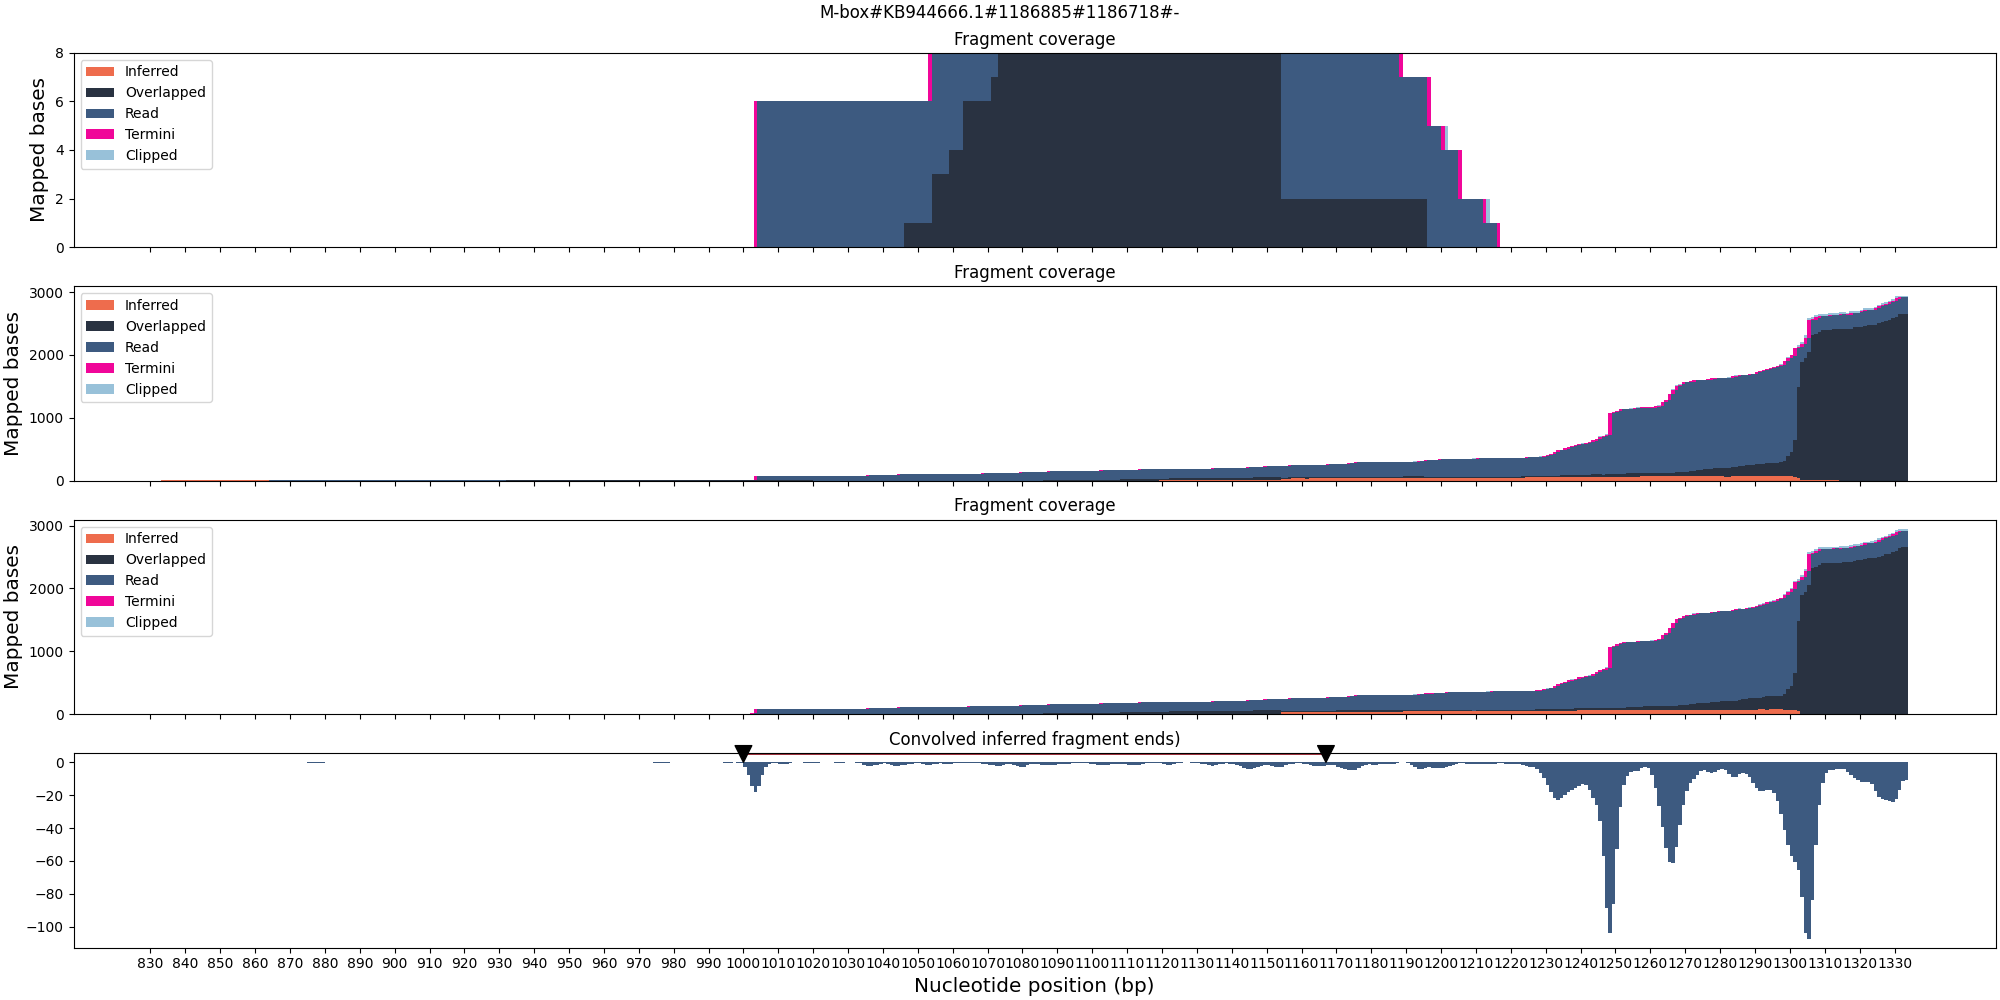 M-box#KB944666.1#1186885#1186718#-
Fragment coverage
Mapped bases
8
6
4
2
0
Inferred
Overlapped
Read
Termini
Clipped
Fragment coverage
Mapped bases
3000
2000
1000
0
Inferred
Overlapped
Read
Termini
Clipped
Fragment coverage
Mapped bases
3000
2000
1000
0
Inferred
Overlapped
Read
Termini
Clipped
Convolved inferred fragment ends)
0
−20
−40
−60
−80
−100
830 840 850 860 870 880 890 900 910 920 930 940 950 960 970 980 990 1000 1010 1020 1030 1040 1050 1060 1070 1080 1090 1100 1110 1120 1130 1140 1150 1160 1170 1180 1190 1200 1210 1220 1230 1240 1250 1260 1270 1280 1290 1300 1310 1320 1330
Nucleotide position (bp)